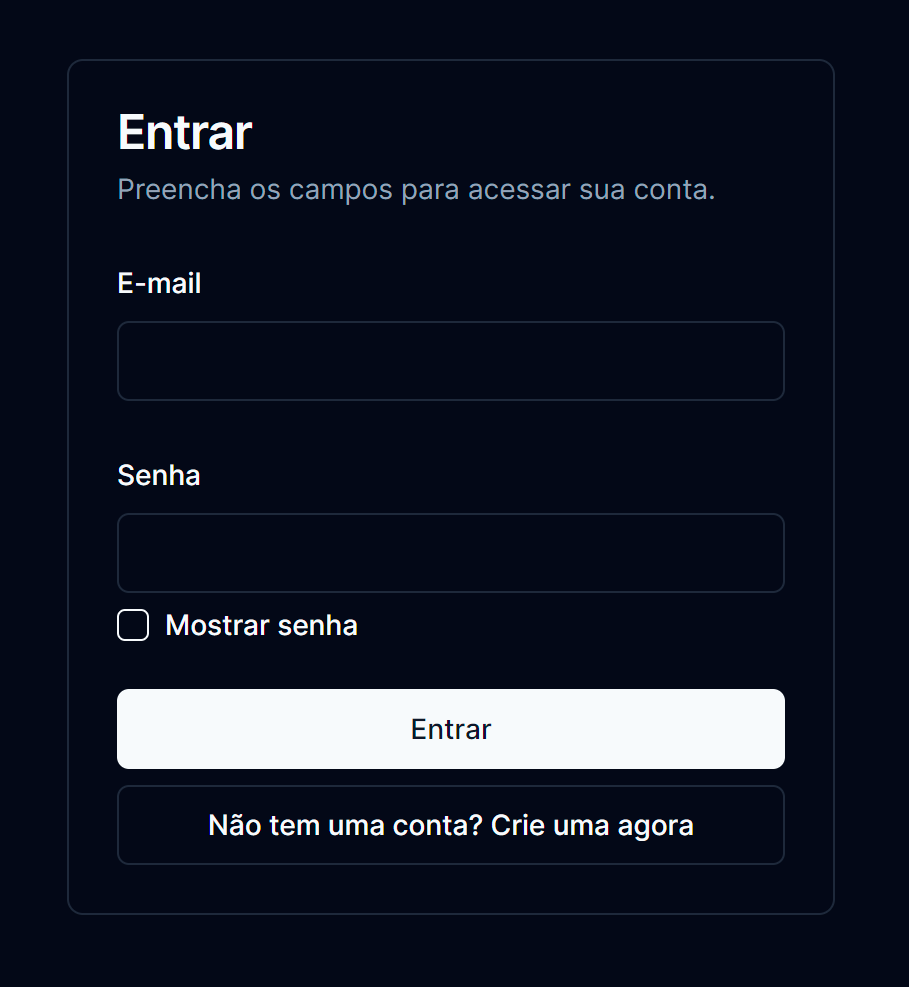 Entrar
Preencha os campos para acessar sua conta.
E-mail
Senha
Mostrar senha
Entrar
Não tem uma conta? Crie uma agora